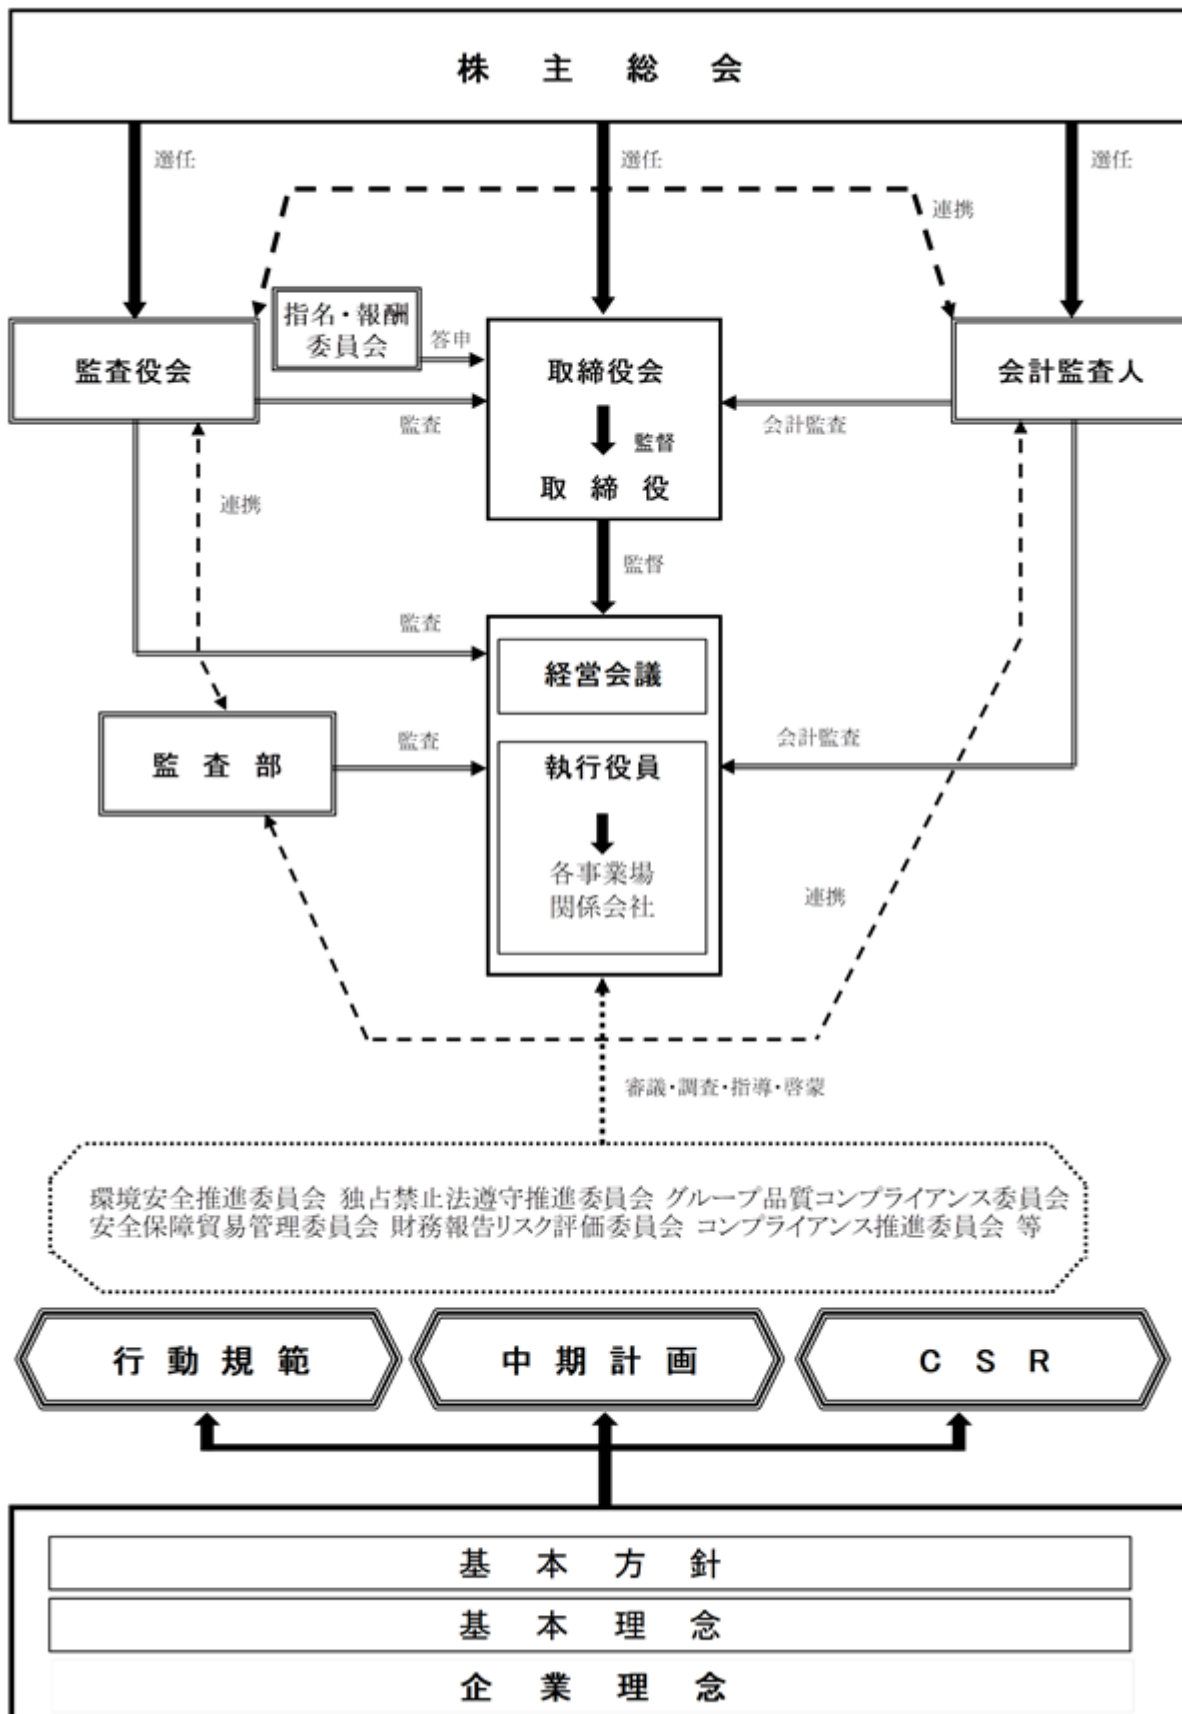 株主総会
選任
選任
選任
連携
指名・報酬
委員会
答申
監査役会
取締役会
会計監査人
監査
会計監査
監督
取締役
連携
監督
監査
経営会議
監査部
監査
執行役員
会計監査
各事業場
関係会社
連携
審議・調査・指導・啓蒙
環境安全推進委員会 独占禁止法遵守推進委員会 グループ品質コンプライアンス委員会
安全保障貿易管理委員会 財務報告リスク評価委員会 コンプライアンス推進委員会 等
行動規範
中期計画
CSR
基本方針
基本理念
企業理念